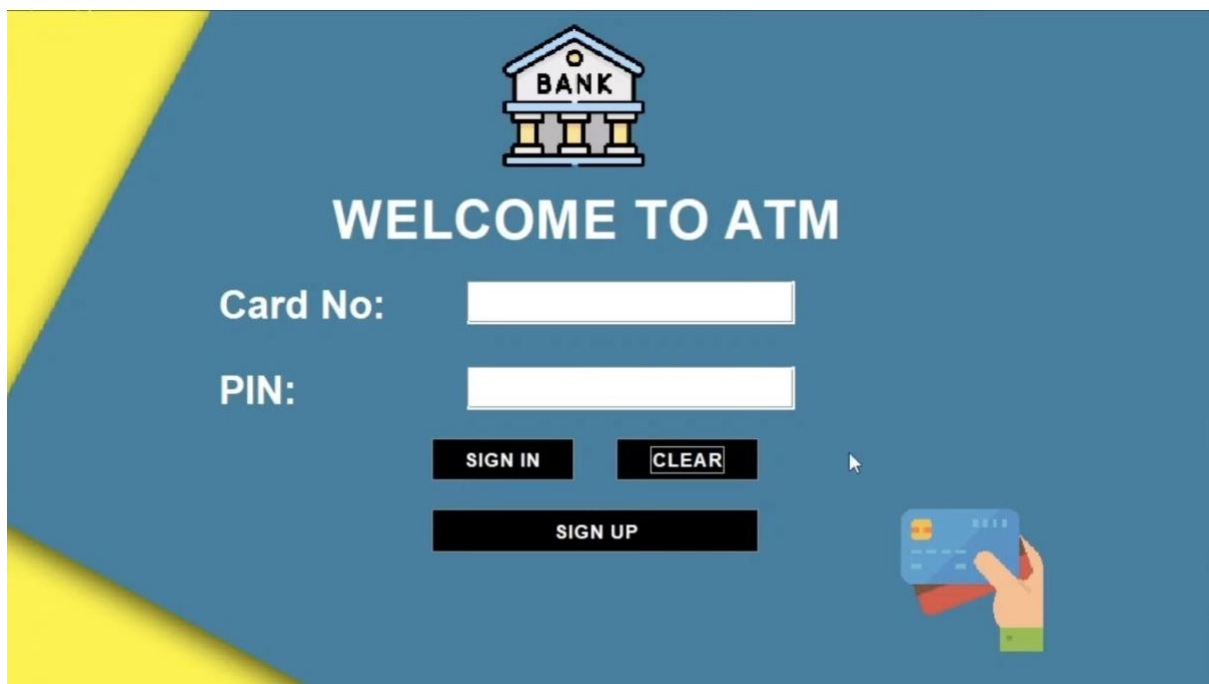 BANK
WELCOME TO ATM
Card No:
PIN:
SIGN IN CLEAR
SIGN UP